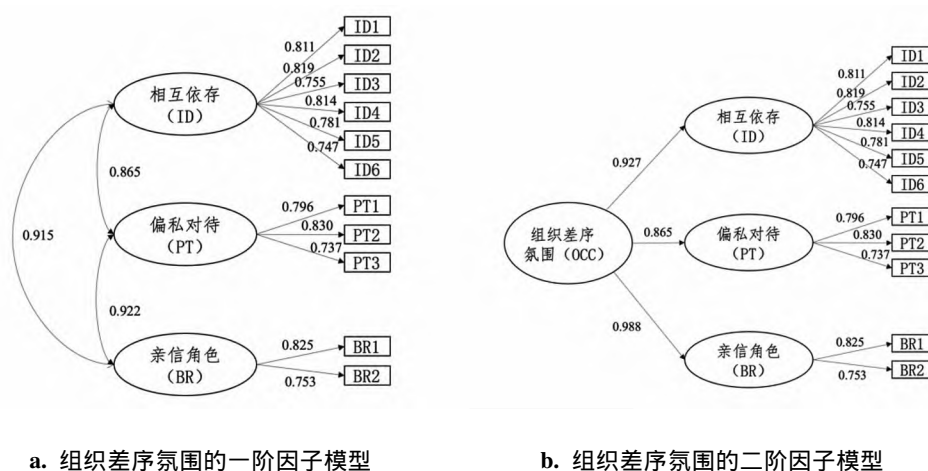 0.811
0.819
0.755
0.814
0.781
0.747
ID1
ID2
ID3
ID4
ID5
ID6
相互依存
（ID）
0.865
0.915
偏私对待
（PT）
0.796
0.830
0.737
PT1
PT2
PT3
0.922
亲信角色
（BR）
0.825
0.753
BR1
BR2
a. 组织差序氛围的一阶因子模型
组织差序
氛围（OCC）
0.927
0.865
0.988
相互依存
（ID）
0.811
0.819
0.755
0.814
0.781
0.747
ID1
ID2
ID3
ID4
ID5
ID6
偏私对待
（PT）
0.796
0.830
0.737
PT1
PT2
PT3
亲信角色
（BR）
0.825
0.753
BR1
BR2
b. 组织差序氛围的二阶因子模型